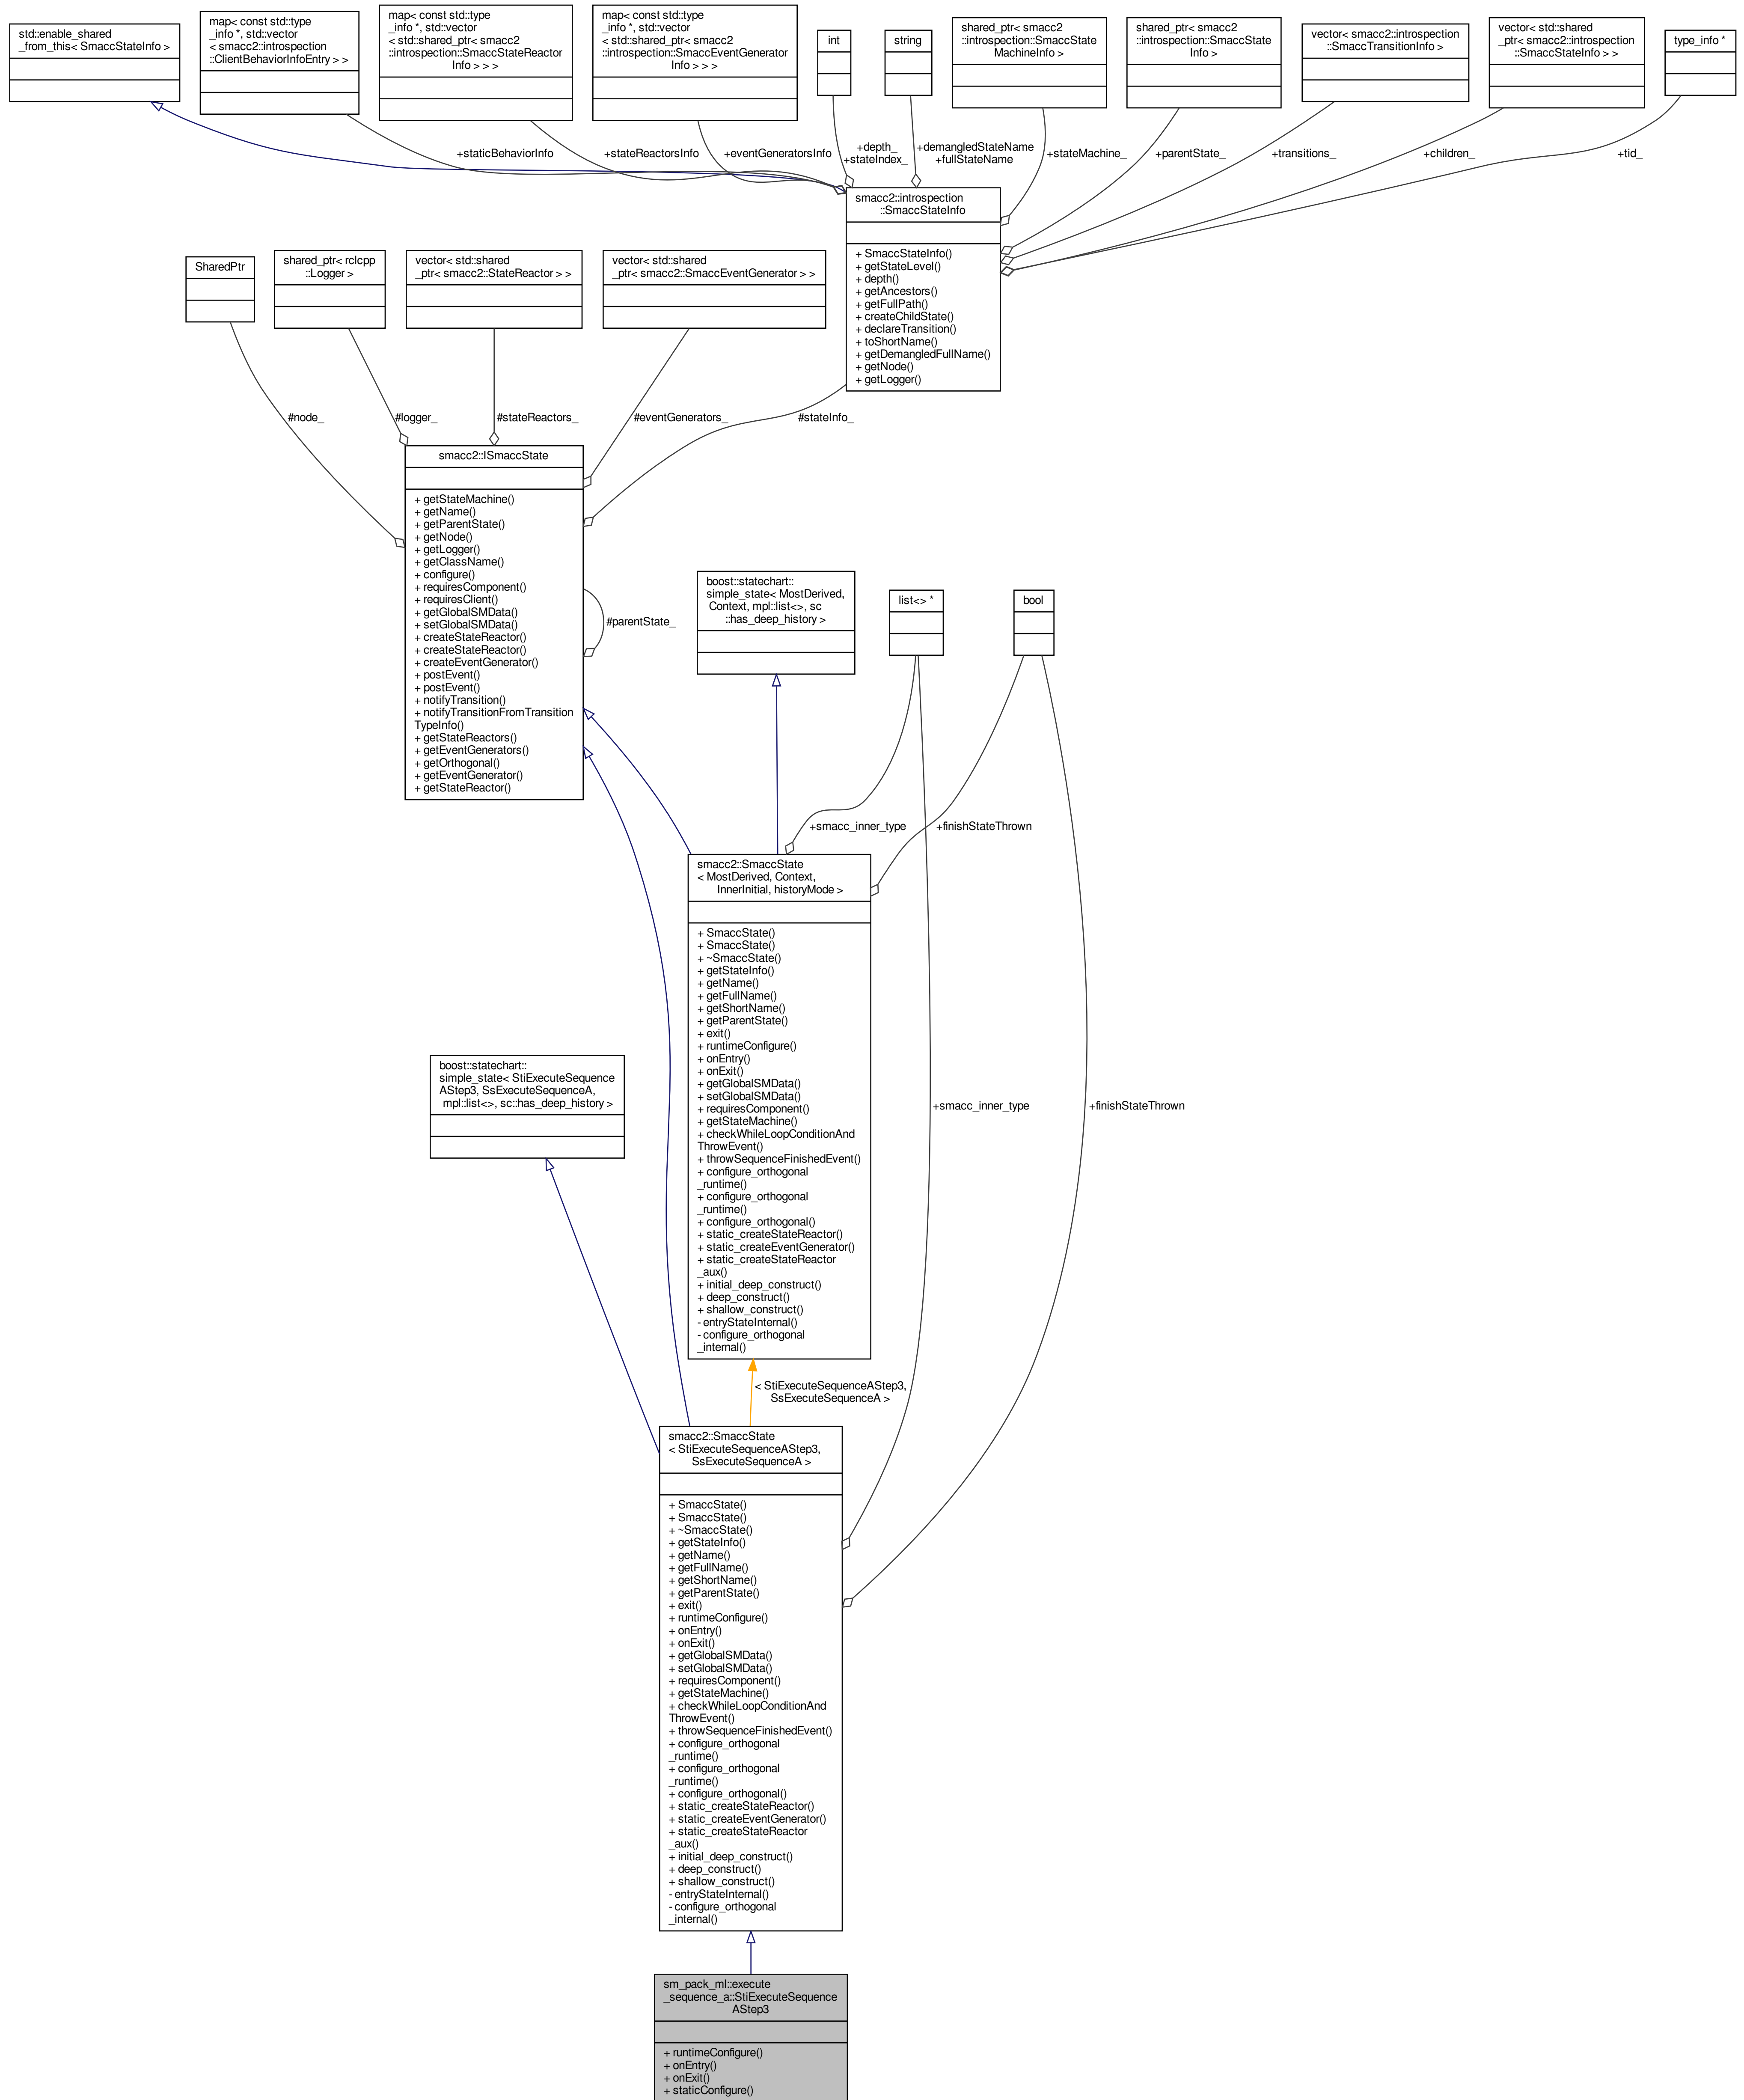 std::enable_shared
_from_this< SmaccStateInfo >
map< const std::type
_info *, std::vector
< smacc2::introspection
::ClientBehaviorInfoEntry > >
map< const std::type
_info *, std::vector
< std::shared_ptr< smacc2
::introspection::SmaccStateReactor
Info > > >
map< const std::type
_info *, std::vector
< std::shared_ptr< smacc2
::introspection::SmaccEventGenerator
Info > > >
int
string
shared_ptr< smacc2
::introspection::SmaccState
MachineInfo >
shared_ptr< smacc2
::introspection::SmaccState
Info >
vector< smacc2::introspection
::SmaccTransitionInfo >
vector< std::shared
_ptr< smacc2::introspection
::SmaccStateInfo > >
type_info *
+staticBehaviorInfo
+stateReactorsInfo
+eventGeneratorsInfo
+depth_
+stateIndex_
+demangledStateName
+fullStateName
+stateMachine_
+parentState_
+transitions_
+children_
+tid_
smacc2::introspection
::SmaccStateInfo
+ SmaccStateInfo()
+ getStateLevel()
+ depth()
+ getAncestors()
+ getFullPath()
+ createChildState()
+ declareTransition()
+ toShortName()
+ getDemangledFullName()
+ getNode()
+ getLogger()
SharedPtr
shared_ptr< rclcpp
::Logger >
vector< std::shared
_ptr< smacc2::StateReactor > >
vector< std::shared
_ptr< smacc2::SmaccEventGenerator > >
#node_
#logger_
#stateReactors_
#eventGenerators_
#stateInfo_
smacc2::ISmaccState
+ getStateMachine()
+ getName()
+ getParentState()
+ getNode()
+ getLogger()
+ getClassName()
+ configure()
+ requiresComponent()
+ requiresClient()
+ getGlobalSMData()
+ setGlobalSMData()
+ createStateReactor()
+ createStateReactor()
+ createEventGenerator()
+ postEvent()
+ postEvent()
+ notifyTransition()
+ notifyTransitionFromTransition
TypeInfo()
+ getStateReactors()
+ getEventGenerators()
+ getOrthogonal()
+ getEventGenerator()
+ getStateReactor()
#parentState_
boost::statechart::
simple_state< MostDerived,
Context, mpl::list<>, sc
::has_deep_history >
list<> *
bool
+smacc_inner_type
+finishStateThrown
smacc2::SmaccState
< MostDerived, Context,
InnerInitial, historyMode >
+ SmaccState()
+ SmaccState()
+ ~SmaccState()
+ getStateInfo()
+ getName()
+ getFullName()
+ getShortName()
+ getParentState()
+ exit()
+ runtimeConfigure()
+ onEntry()
+ onExit()
+ getGlobalSMData()
+ setGlobalSMData()
+ requiresComponent()
+ getStateMachine()
+ checkWhileLoopConditionAnd
ThrowEvent()
+ throwSequenceFinishedEvent()
+ configure_orthogonal
_runtime()
+ configure_orthogonal
_runtime()
+ configure_orthogonal()
+ static_createStateReactor()
+ static_createEventGenerator()
+ static_createStateReactor
_aux()
+ initial_deep_construct()
+ deep_construct()
+ shallow_construct()
- entryStateInternal()
- configure_orthogonal
_internal()
boost::statechart::
simple_state< StiExecuteSequence
AStep3, SsExecuteSequenceA,
mpl::list<>, sc::has_deep_history >
+smacc_inner_type
+finishStateThrown
< StiExecuteSequenceAStep3,
SsExecuteSequenceA >
smacc2::SmaccState
< StiExecuteSequenceAStep3,
SsExecuteSequenceA >
+ SmaccState()
+ SmaccState()
+ ~SmaccState()
+ getStateInfo()
+ getName()
+ getFullName()
+ getShortName()
+ getParentState()
+ exit()
+ runtimeConfigure()
+ onEntry()
+ onExit()
+ getGlobalSMData()
+ setGlobalSMData()
+ requiresComponent()
+ getStateMachine()
+ checkWhileLoopConditionAnd
ThrowEvent()
+ throwSequenceFinishedEvent()
+ configure_orthogonal
_runtime()
+ configure_orthogonal
_runtime()
+ configure_orthogonal()
+ static_createStateReactor()
+ static_createEventGenerator()
+ static_createStateReactor
_aux()
+ initial_deep_construct()
+ deep_construct()
+ shallow_construct()
- entryStateInternal()
- configure_orthogonal
_internal()
sm_pack_ml::execute
_sequence_a::StiExecuteSequence
AStep3
+ runtimeConfigure()
+ onEntry()
+ onExit()
+ staticConfigure()